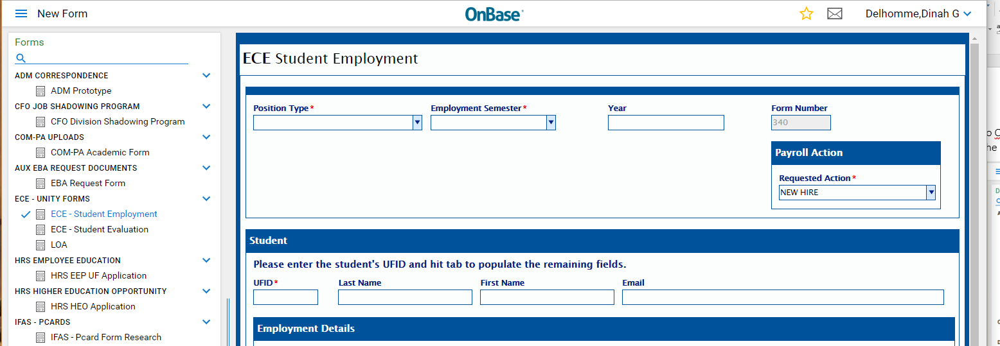 New Form
OnBase
Delhomme,Dinah G
Forms
ADM CORRESPONDENCE
ADM Prototype
CFO JOB SHADOWING PROGRAM
CFO Division Shadowing Program
COM-PA UPLOADS
COM-PA Academic Form
AUX EBA REQUEST DOCUMENTS
EBA Request Form
ECE - UNITY FORMS
ECE - Student Employment
ECE - Student Evaluation
LOA
HRS EMPLOYEE EDUCATION
HRS EEP UF Application
HRS HIGHER EDUCATION OPPORTUNITY
HRS HEO Application
IFAS - PCARDS
IFAS - Pcard Form Research
ECE Student Employment
Position Type * Employment Semester * Year Form Number
340
Payroll Action
Requested Action *
NEW HIRE
Student
Please enter the student's UFID and hit tab to populate the remaining fields.
UFID * Last Name First Name Email
Employment Details